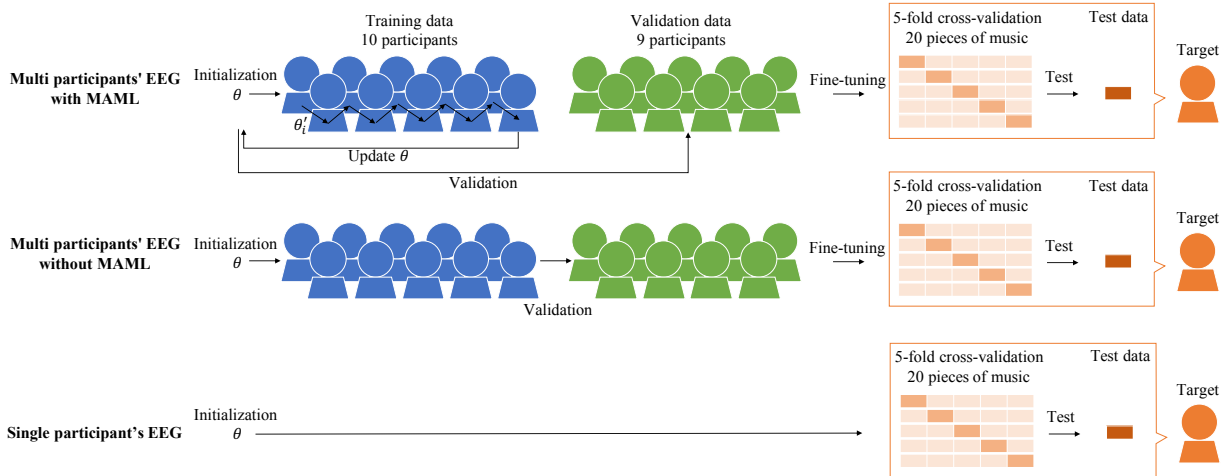 Multi participants' EEG
with MAML
Initialization
θ
Training data
10 participants
θ′i
Update θ
Validation
Validation data
9 participants
Fine-tuning
5-fold cross-validation
20 pieces of music
Test
Test data
Target
Multi participants' EEG
without MAML
Initialization
θ
Validation
Fine-tuning
5-fold cross-validation
20 pieces of music
Test
Test data
Target
Single participant’s EEG
Initialization
θ
5-fold cross-validation
20 pieces of music
Test
Test data
Target